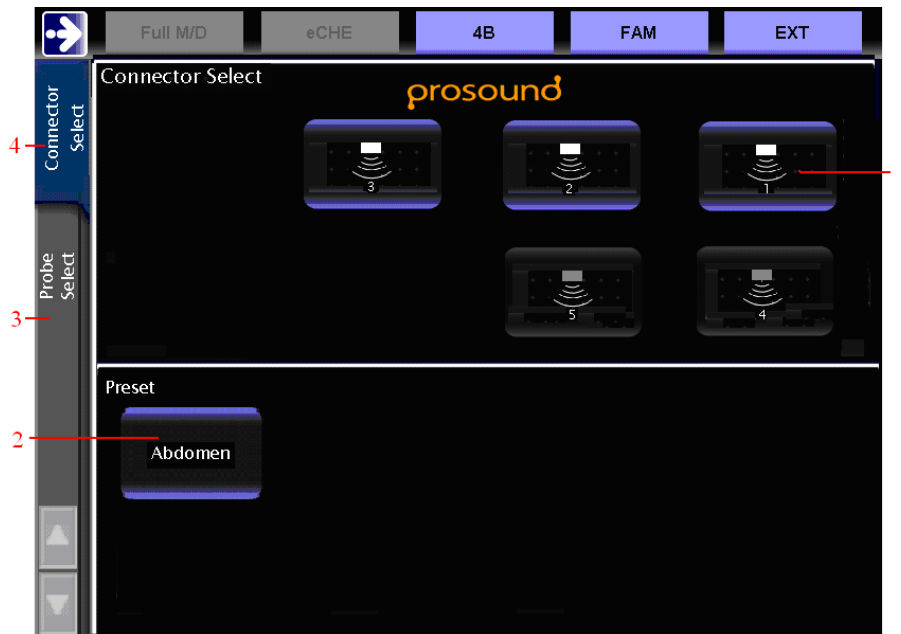 Full M/D
eCHE
4B
FAM
EXT
Connector
Select
Connector Select
prosound
4
3
2
1
Probe
Select
3
5
4
Preset
2
Abdomen